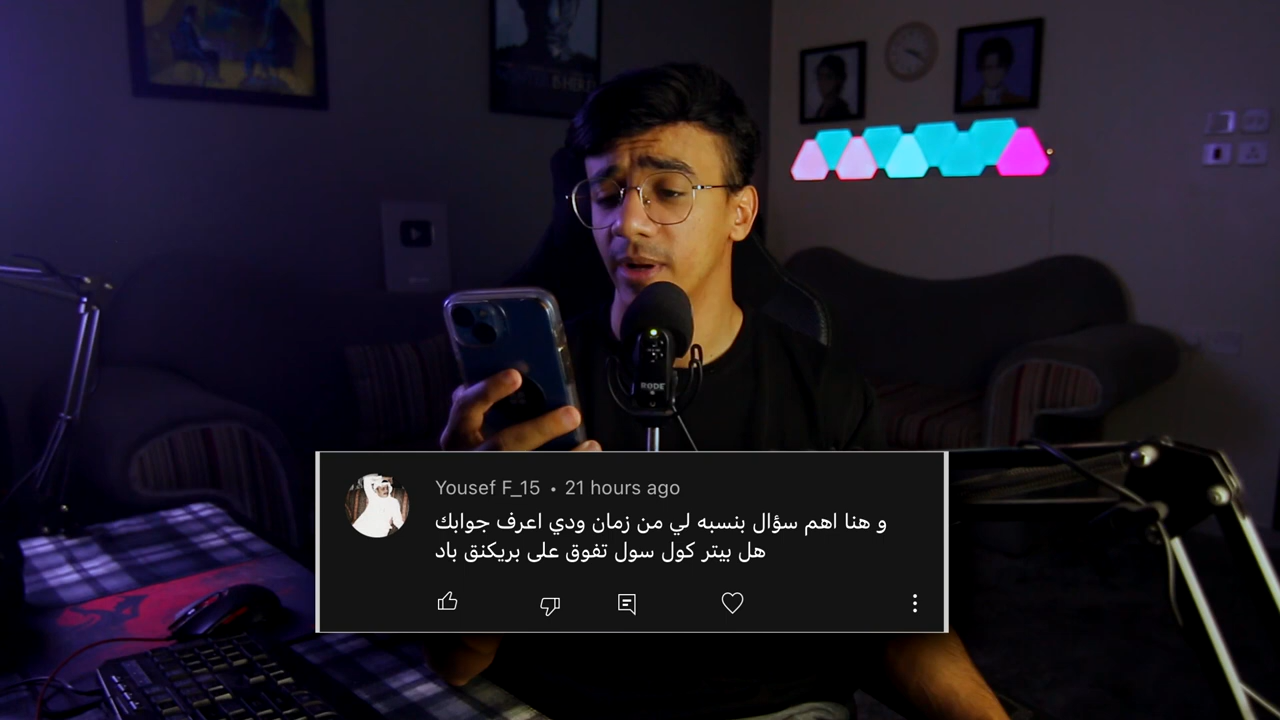 Yousef F_15 • 21 hours ago
و هنا اهم سؤال بنسبه لي من زمان ودي اعرف جوابك
هل بيتر كول سول تفوق على بريكنق باد
RODE